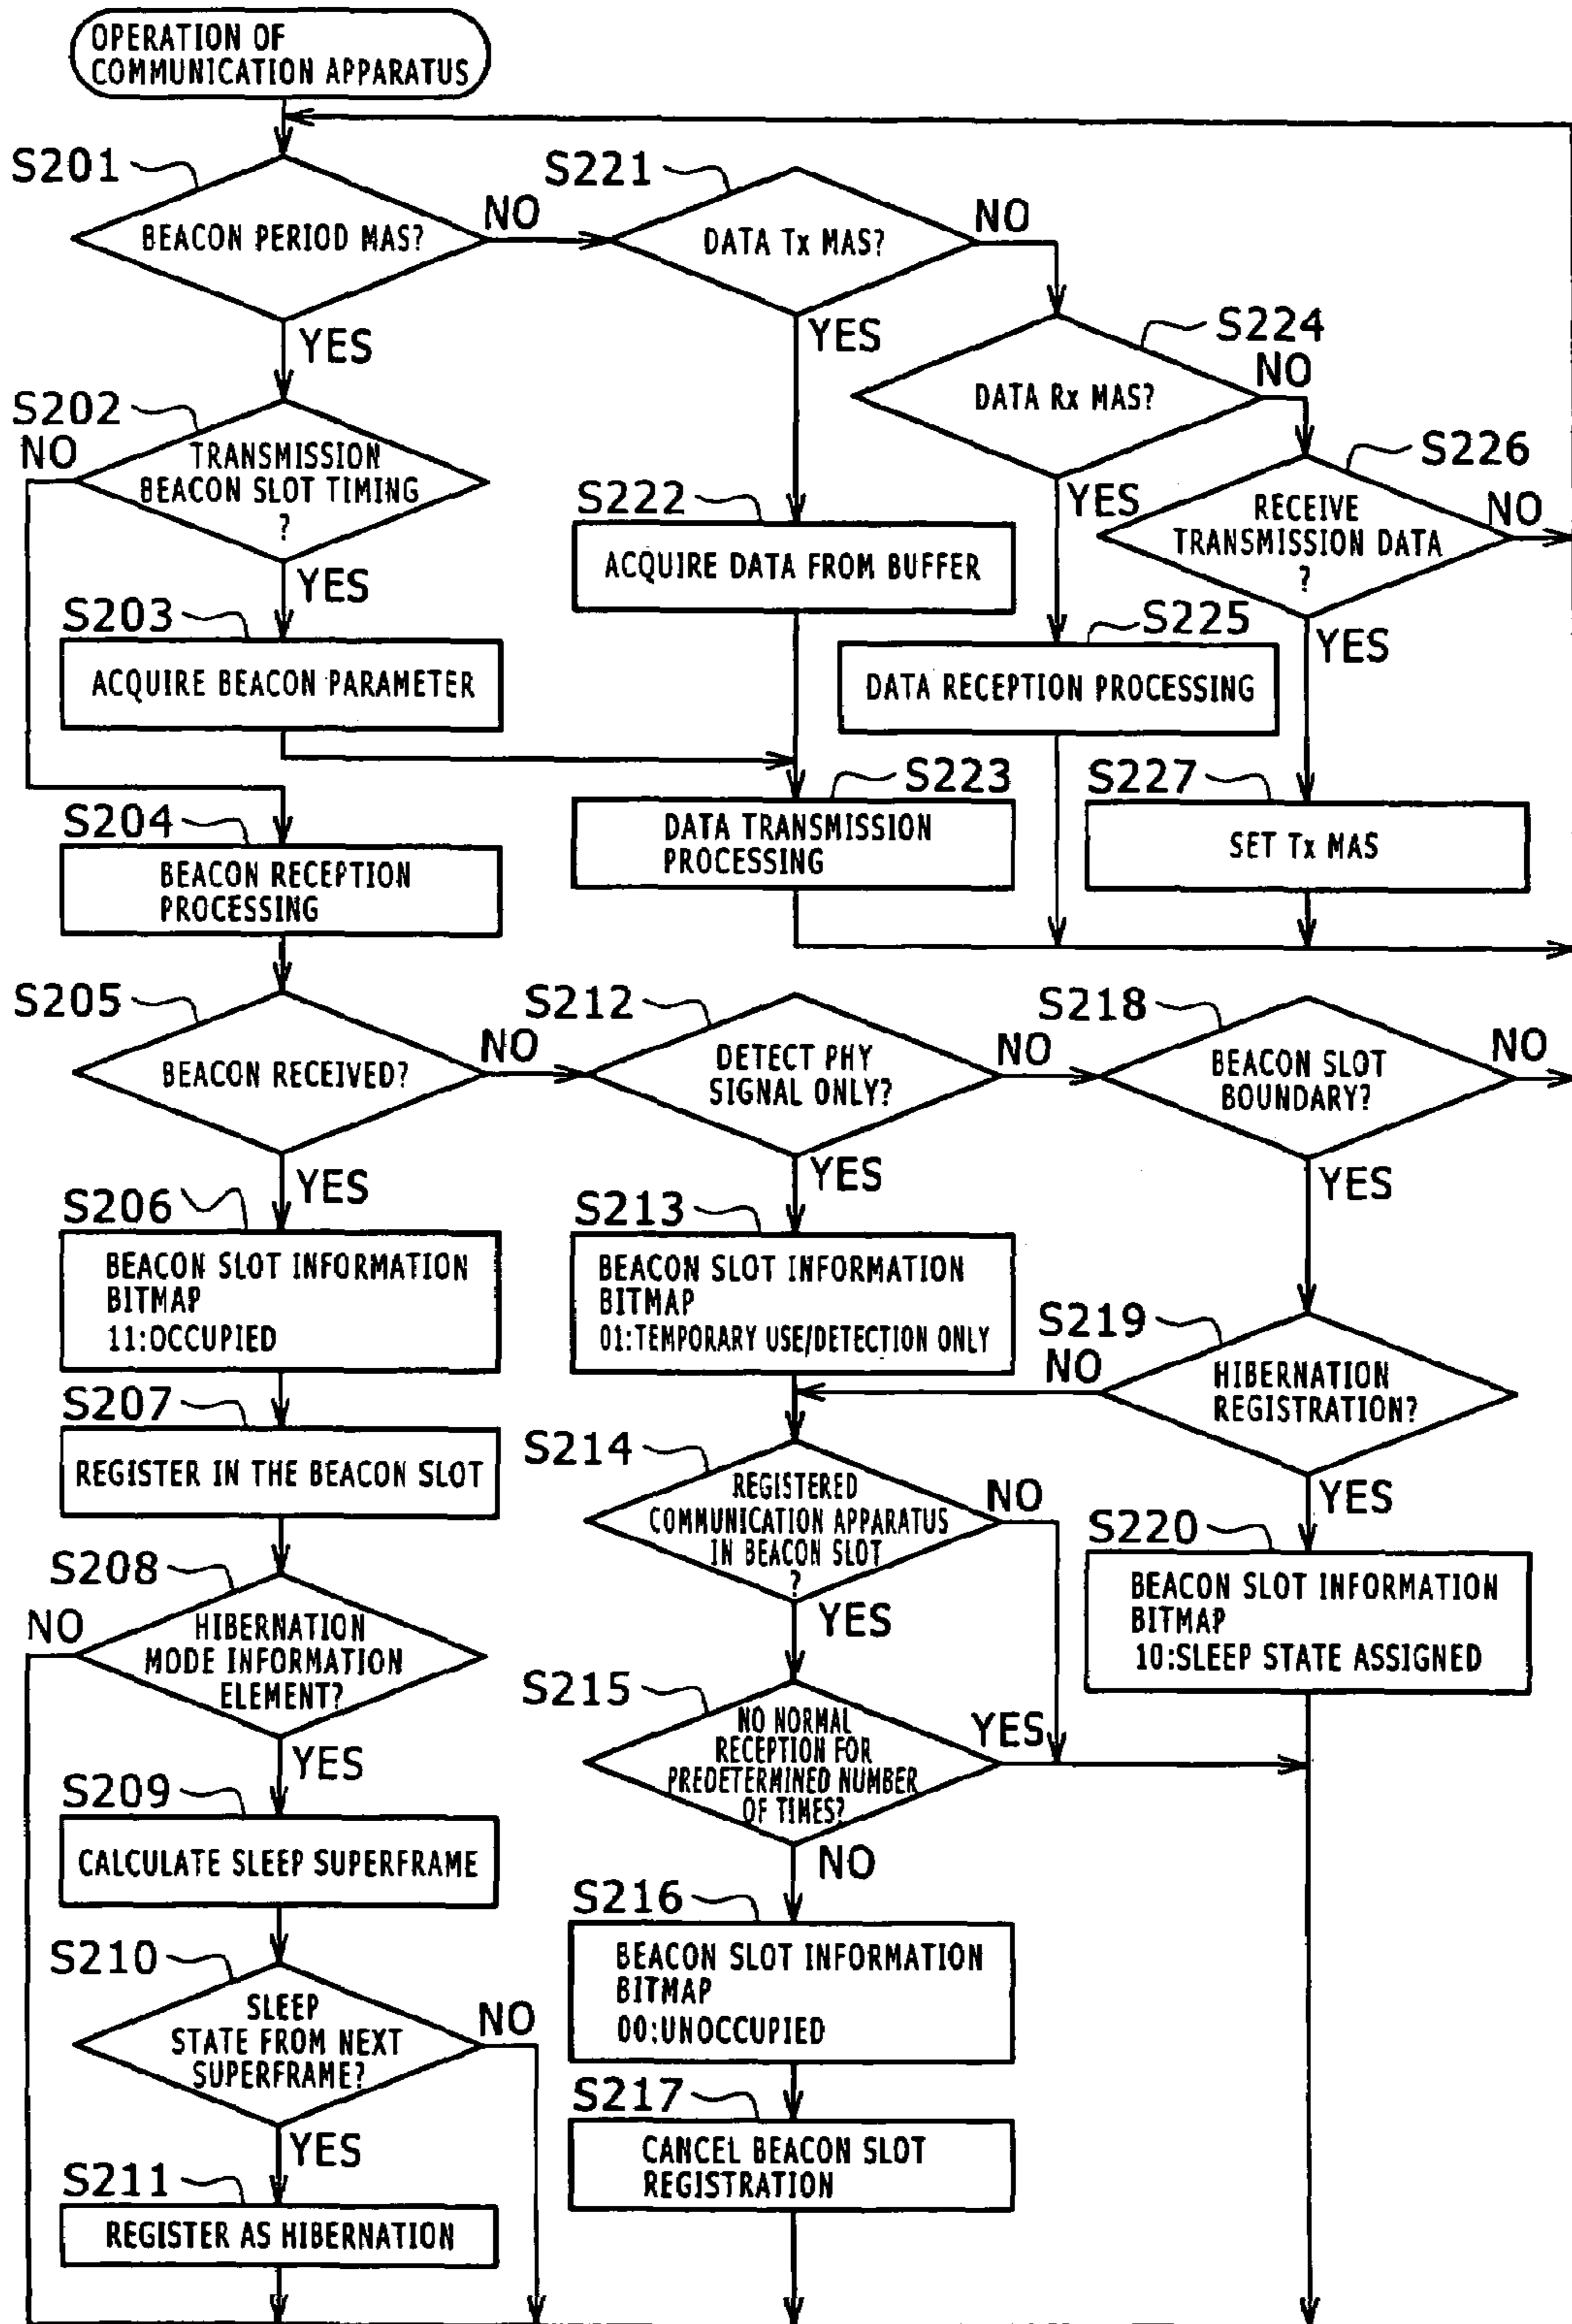 OPERATION OF
COMMUNICATION APPARATUS
S201
BEACON PERIOD MAS?
NO
YES
S221
DATA Tx MAS?
NO
YES
S224
DATA Rx MAS?
NO
YES
S226
RECEIVE
TRANSMISSION DATA
?
NO
YES
S202
NO
TRANSMISSION
BEACON SLOT TIMING
?
YES
S222
ACQUIRE DATA FROM BUFFER
S203
ACQUIRE BEACON PARAMETER
S225
DATA RECEPTION PROCESSING
S223
DATA TRANSMISSION
PROCESSING
S227
SET Tx MAS
S204
BEACON RECEPTION
PROCESSING
S205
BEACON RECEIVED?
NO
YES
S212
DETECT PHY
SIGNAL ONLY?
NO
YES
S218
BEACON SLOT
BOUNDARY?
NO
YES
S206
BEACON SLOT INFORMATION
BITMAP
11:OCCUPIED
S213
BEACON SLOT INFORMATION
BITMAP
01:TEMPORARY USE/DETECTION ONLY
S219
NO
HIBERNATION
REGISTRATION?
YES
S207
REGISTER IN THE BEACON SLOT
S214
REGISTERED
COMMUNICATION APPARATUS
IN BEACON SLOT
?
NO
YES
S220
BEACON SLOT INFORMATION
BITMAP
10:SLEEP STATE ASSIGNED
S208
NO
HIBERNATION
MODE INFORMATION
ELEMENT?
YES
S215
NO NORMAL
RECEPTION FOR
PREDETERMINED NUMBER
OF TIMES?
YES
NO
S209
CALCULATE SLEEP SUPERFRAME
S216
BEACON SLOT INFORMATION
BITMAP
00:UNOCCUPIED
S210
SLEEP
STATE FROM NEXT
SUPERFRAME?
NO
YES
S217
CANCEL BEACON SLOT
REGISTRATION
S211
REGISTER AS HIBERNATION